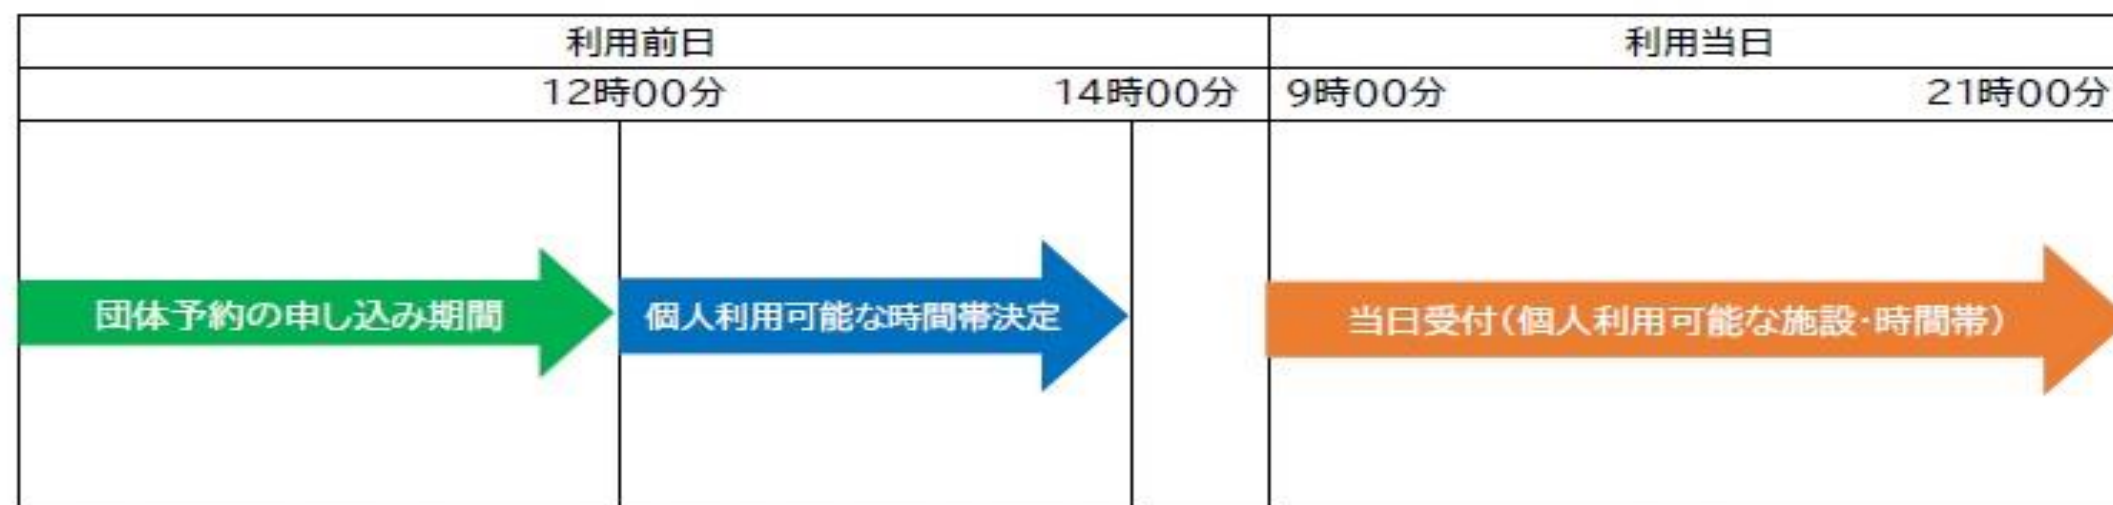 利用前日 利用当日
12時00分 14時00分 9時00分 21時00分
団体予約の申し込み期間 個人利用可能な時間帯決定 当日受付(個人利用可能な施設・時間帯)